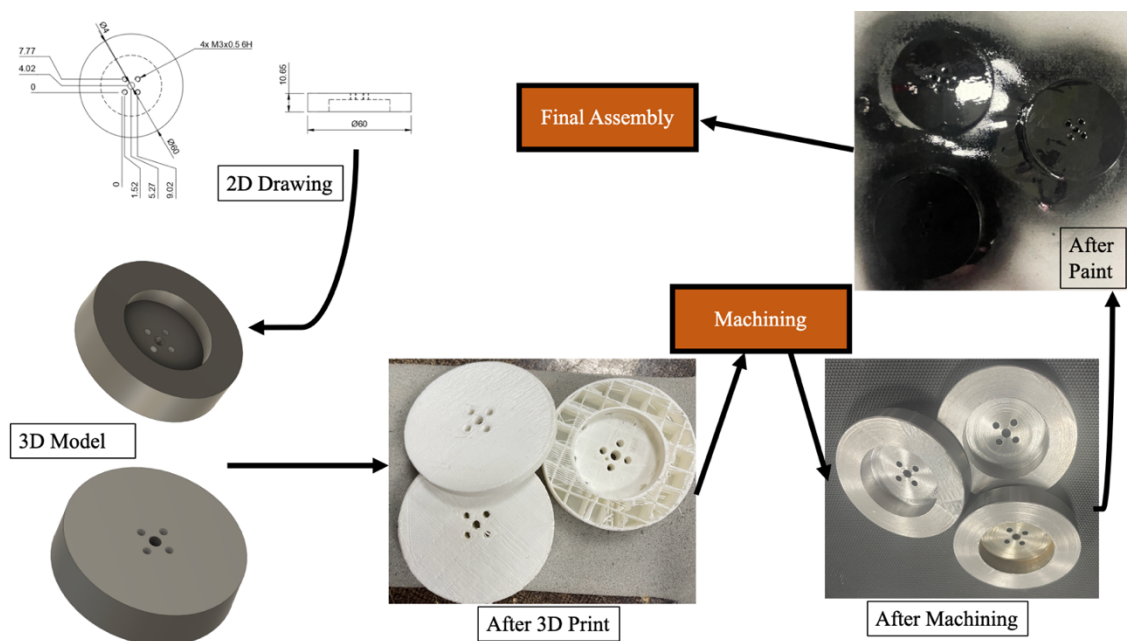 Ø4
4x M3x0.5 6H
7.77
4.02
0
Ø60
0
1.52
5.27
9.02
10.65
Ø60
2D Drawing
Final Assembly
After
Paint
Machining
3D Model
After 3D Print
After Machining